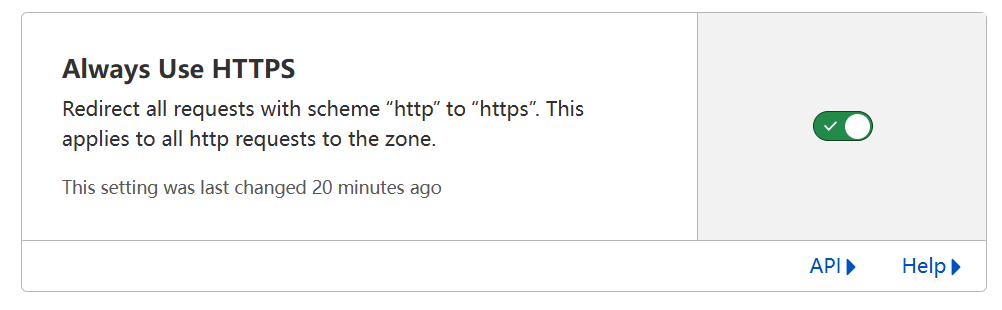 Always Use HTTPS
Redirect all requests with scheme “http” to “https”. This
applies to all http requests to the zone.
This setting was last changed 20 minutes ago
API Help